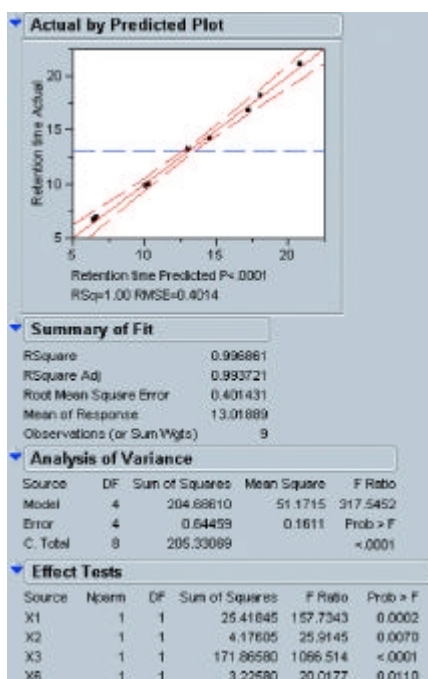 Actual by Predicted Plot
20
15
10
5
Retention time Actual
5 10 15 20
Retention time Predicted P<.0001
RSq=1.00 RMSE=0.4014
Summary of Fit
RSquare 0.996861
RSquare Adj 0.993721
Root Mean Square Error 0.401431
Mean of Response 13.01889
Observations (or Sum Wgts) 9
Analysis of Variance
Source DF Sum of Squares Mean Square F Ratio
Model 4 204.68610 51.1715 317.5452
Error 4 0.64459 0.1611 Prob > F
C. Total 8 205.33069 <.0001
Effect Tests
Source Nparm DF Sum of Squares F Ratio Prob > F
X1 1 1 25.41845 157.7343 0.0002
X2 1 1 4.17605 25.9145 0.0070
X3 1 1 171.86580 1066.514 <.0001
X6 1 1 3.22580 20.0177 0.0110